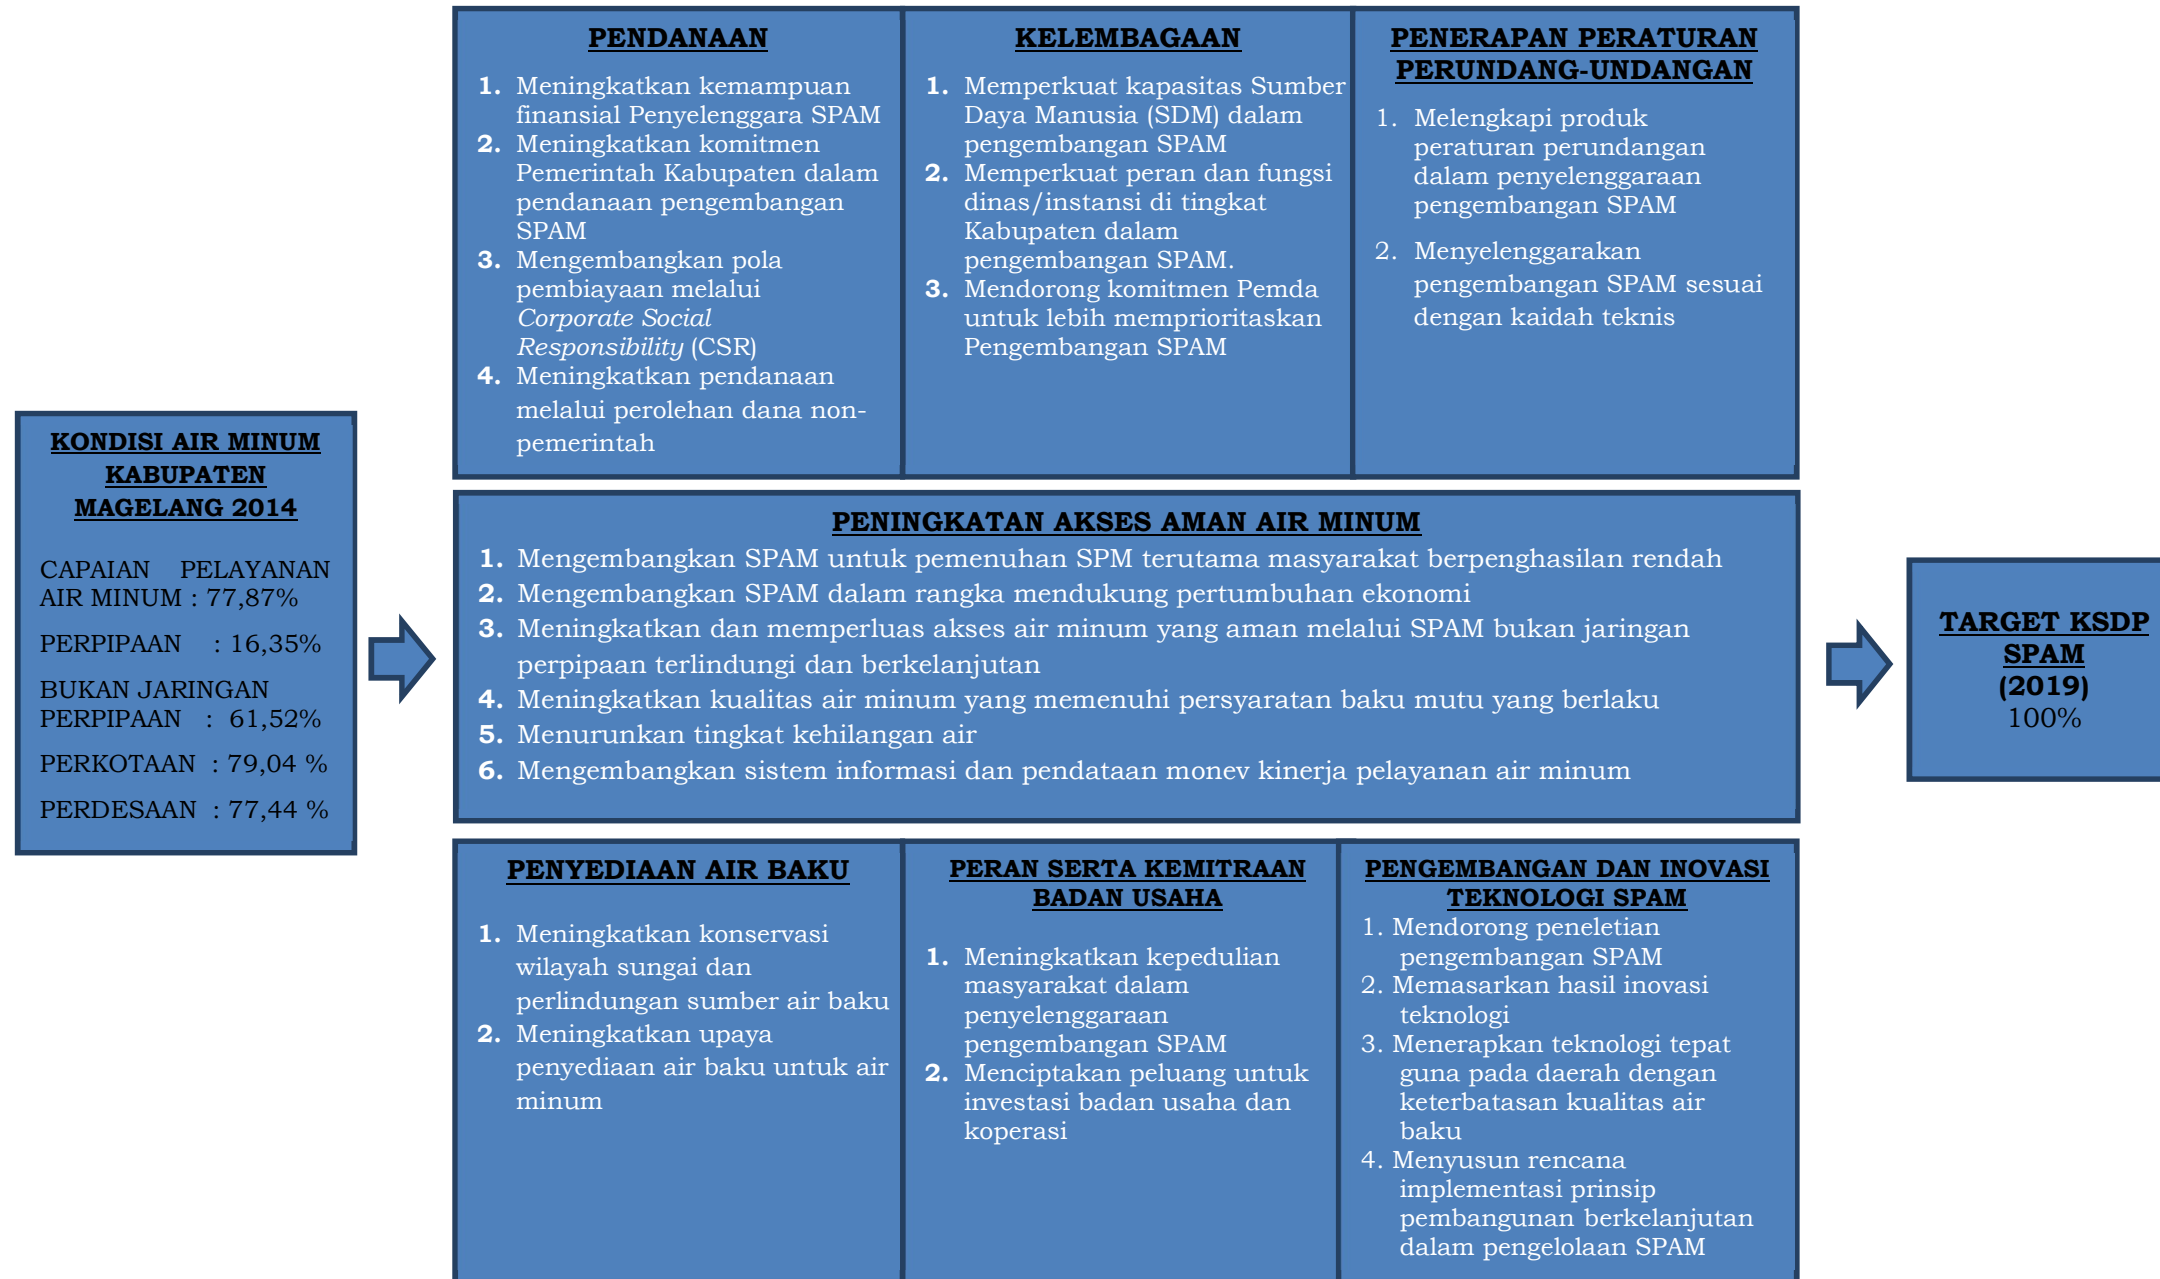 PENDANAAN
1. Meningkatkan kemampuan
finansial Penyelenggara SPAM
2. Meningkatkan komitmen
Pemerintah Kabupaten dalam
pendanaan pengembangan
SPAM
3. Mengembangkan pola
pembiayaan melalui
Corporate Social
Responsibility (CSR)
4. Meningkatkan pendanaan
melalui perolehan dana non-
pemerintah
KELEMBAGAAN
1. Memperkuat kapasitas Sumber
Daya Manusia (SDM) dalam
pengembangan SPAM
2. Memperkuat peran dan fungsi
dinas/instansi di tingkat
Kabupaten dalam
pengembangan SPAM.
3. Mendorong komitmen Pemda
untuk lebih memprioritaskan
Pengembangan SPAM
PENERAPAN PERATURAN
PERUNDANG-UNDANGAN
1. Melengkapi produk
peraturan perundangan
dalam penyelenggaraan
pengembangan SPAM
2. Menyelenggarakan
pengembangan SPAM sesuai
dengan kaidah teknis
KONDISI AIR MINUM
KABUPATEN
MAGELANG 2014
CAPAIAN PELAYANAN
AIR MINUM : 77,87%
PERPIPAAN : 16,35%
BUKAN JARINGAN
PERPIPAAN : 61,52%
PERKOTAAN : 79,04 %
PERDESAAN : 77,44 %
PENINGKATAN AKSES AMAN AIR MINUM
1. Mengembangkan SPAM untuk pemenuhan SPM terutama masyarakat berpenghasilan rendah
2. Mengembangkan SPAM dalam rangka mendukung pertumbuhan ekonomi
3. Meningkatkan dan memperluas akses air minum yang aman melalui SPAM bukan jaringan
perpipaan terlindungi dan berkelanjutan
4. Meningkatkan kualitas air minum yang memenuhi persyaratan baku mutu yang berlaku
5. Menurunkan tingkat kehilangan air
6. Mengembangkan sistem informasi dan pendataan monev kinerja pelayanan air minum
TARGET KSDP
SPAM
(2019)
100%
PENYEDIAAN AIR BAKU
1. Meningkatkan konservasi
wilayah sungai dan
perlindungan sumber air baku
2. Meningkatkan upaya
penyediaan air baku untuk air
minum
PERAN SERTA KEMITRAAN
BADAN USAHA
1. Meningkatkan kepedulian
masyarakat dalam
penyelenggaraan
pengembangan SPAM
2. Menciptakan peluang untuk
investasi badan usaha dan
koperasi
PENGEMBANGAN DAN INOVASI
TEKNOLOGI SPAM
1. Mendorong peneletian
pengembangan SPAM
2. Memasarkan hasil inovasi
teknologi
3. Menerapkan teknologi tepat
guna pada daerah dengan
keterbatasan kualitas air
baku
4. Menyusun rencana
implementasi prinsip
pembangunan berkelanjutan
dalam pengelolaan SPAM